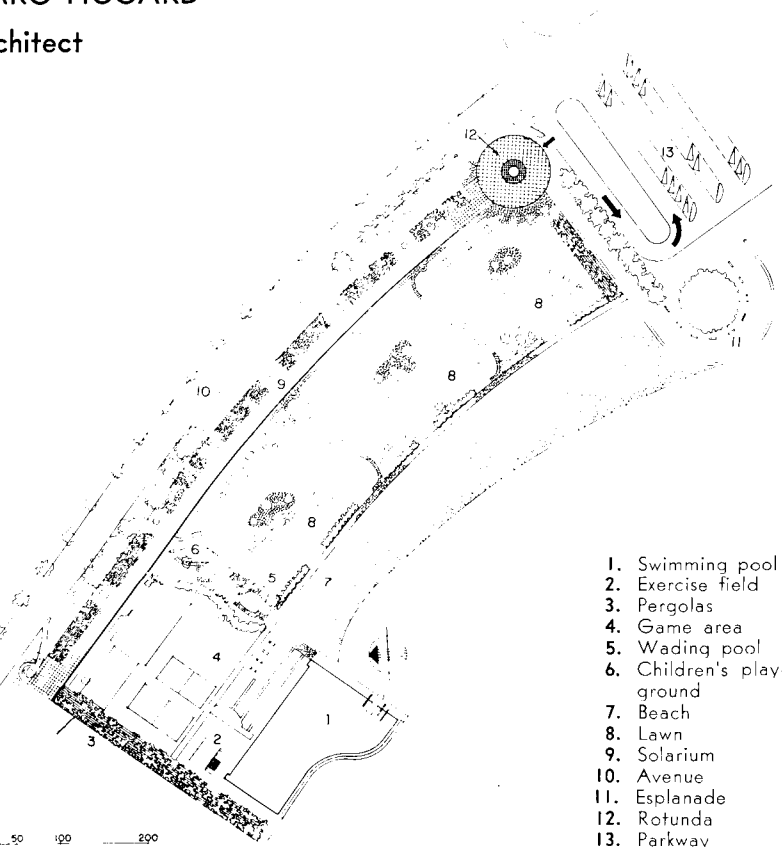 chitect
12
13
8
11
8
10
9
8
6
5
7
4
1
2
3
50 100 200
1. Swimming pool
2. Exercise field
3. Pergolas
4. Game area
5. Wading pool
6. Children's play-
ground
7. Beach
8. Lawn
9. Solarium
10. Avenue
11. Esplanade
12. Rotunda
13. Parkway